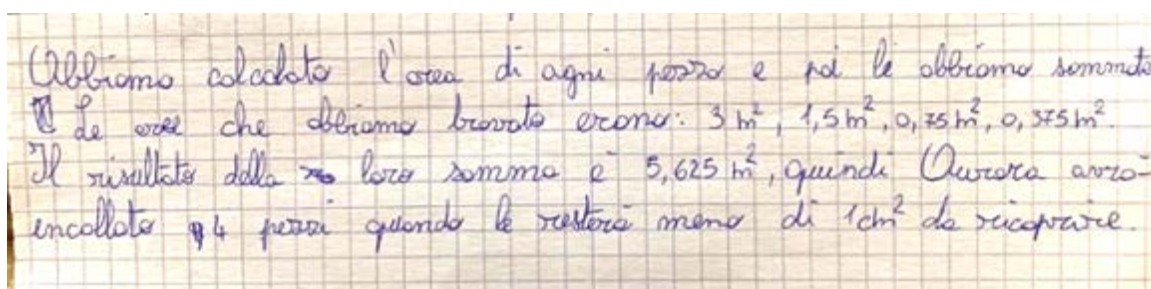 Abbiamo calcolato l'area di ogni pezzo e poi le abbiamo sommate
Le aree che abbiamo trovato erano: 3 m², 1,5 m², 0,75 m², 0,375 m².
Il risultato della loro somma è 5,625 m², quindi Aurora avrà
incollato 4 pezzi quando le resterà meno di 1 dm² da ricoprire.